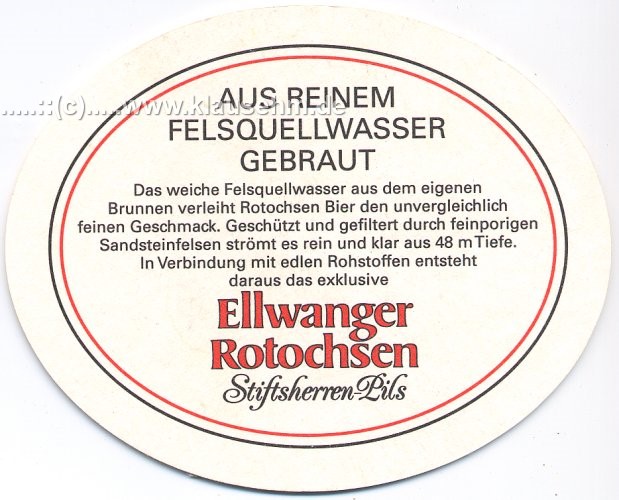 AUS REINEM
.....::(c)....www.klausehm.de
FELSQUELLWASSER
GEBRAUT
Das weiche Felsquellwasser aus dem eigenen
Brunnen verleiht Rotochsen Bier den unvergleichlich
feinen Geschmack. Geschützt und gefiltert durch feinporigen
Sandsteinfelsen strömt es rein und klar aus 48 m Tiefe.
In Verbindung mit edlen Rohstoffen entsteht
daraus das exklusive
Ellwanger
Rotochsen
Stiftsherren-Pils